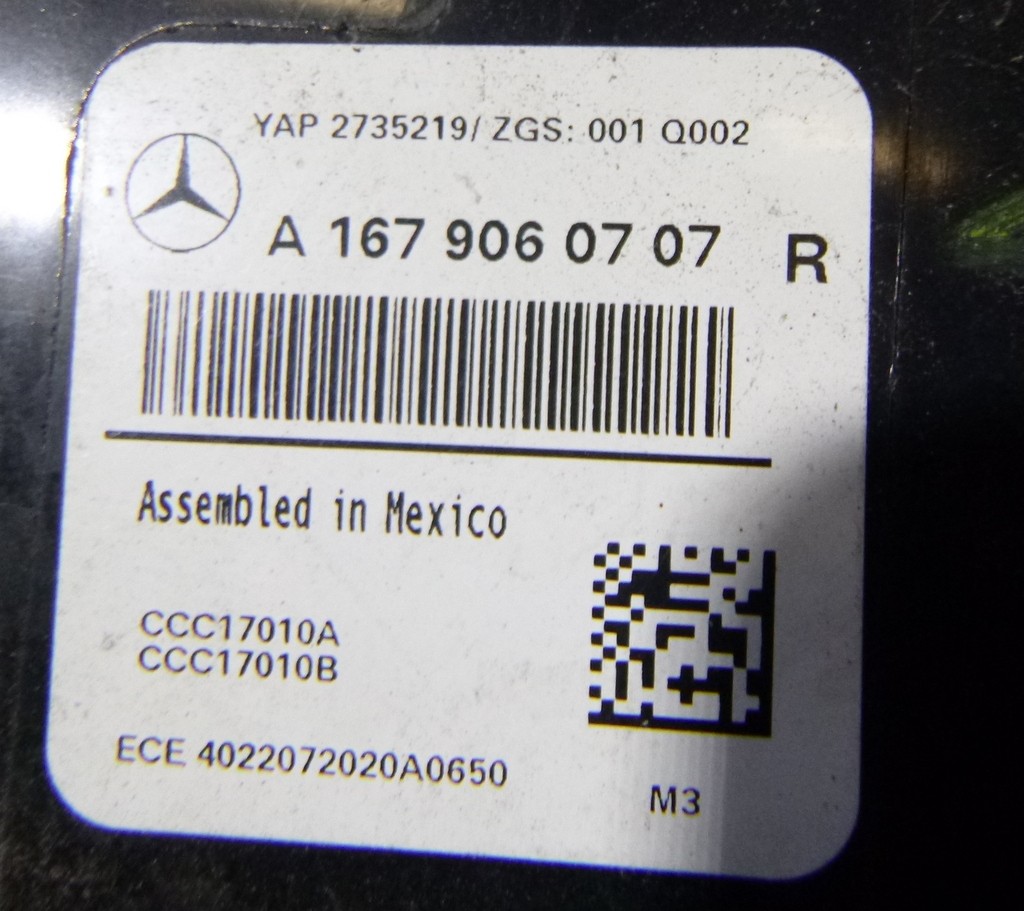 YAP 2735219/ ZGS: 001 Q002
A 167 906 07 07 R
Assembled in Mexico
CCC17010A
CCC17010B
ECE 4022072020A0650
M3